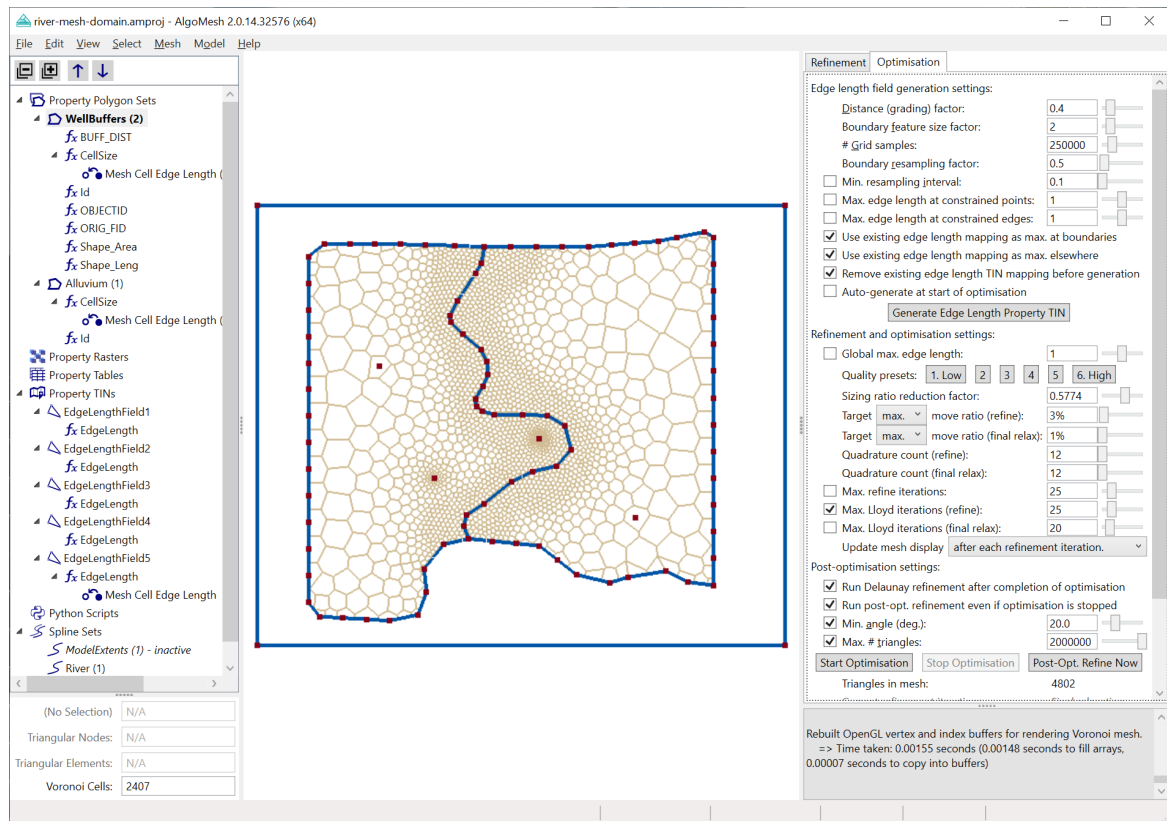 river-mesh-domain.amproj - AlgoMesh 2.0.14.32576 (x64)
File Edit View Select Mesh Model Help
Property Polygon Sets
WellBuffers (2)
fx BUFF_DIST
fx CellSize
Mesh Cell Edge Length (
fx Id
fx OBJECTID
fx ORIG_FID
fx Shape_Area
fx Shape_Leng
Alluvium (1)
fx CellSize
Mesh Cell Edge Length (
fx Id
Property Rasters
Property Tables
Property TINs
EdgeLengthField1
fx EdgeLength
EdgeLengthField2
fx EdgeLength
EdgeLengthField3
fx EdgeLength
EdgeLengthField4
fx EdgeLength
EdgeLengthField5
fx EdgeLength
Mesh Cell Edge Length
Python Scripts
Spline Sets
ModelExtents (1) - inactive
River (1)
(No Selection) N/A
Triangular Nodes: N/A
Triangular Elements: N/A
Voronoi Cells: 2407
Refinement Optimisation
Edge length field generation settings:
Distance (grading) factor: 0.4
Boundary feature size factor: 2
# Grid samples: 250000
Boundary resampling factor: 0.5
Min. resampling interval: 0.1
Max. edge length at constrained points: 1
Max. edge length at constrained edges: 1
Use existing edge length mapping as max. at boundaries
Use existing edge length mapping as max. elsewhere
Remove existing edge length TIN mapping before generation
Auto-generate at start of optimisation
Generate Edge Length Property TIN
Refinement and optimisation settings:
Global max. edge length: 1
Quality presets: 1. Low 2 3 4 5 6. High
Sizing ratio reduction factor: 0.5774
Target max. move ratio (refine): 3%
Target max. move ratio (final relax): 1%
Quadrature count (refine): 12
Quadrature count (final relax): 12
Max. refine iterations: 25
Max. Lloyd iterations (refine): 25
Max. Lloyd iterations (final relax): 20
Update mesh display after each refinement iteration.
Post-optimisation settings:
Run Delaunay refinement after completion of optimisation
Run post-opt. refinement even if optimisation is stopped
Min. angle (deg.): 20.0
Max. # triangles: 2000000
Start Optimisation Stop Optimisation Post-Opt. Refine Now
Triangles in mesh: 4802
Rebuilt OpenGL vertex and index buffers for rendering Voronoi mesh.
=> Time taken: 0.00155 seconds (0.00148 seconds to fill arrays,
0.00007 seconds to copy into buffers)